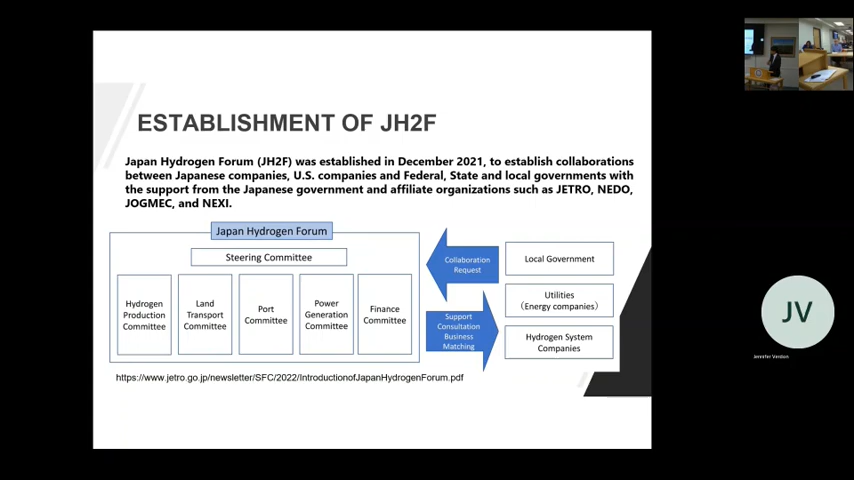 ESTABLISHMENT OF JH2F
Japan Hydrogen Forum (JH2F) was established in December 2021, to establish collaborations
between Japanese companies, U.S. companies and Federal, State and local governments with
the support from the Japanese government and affiliate organizations such as JETRO, NEDO,
JOGMEC, and NEXI.
Japan Hydrogen Forum
Steering Committee
Hydrogen
Production
Committee
Land
Transport
Committee
Port
Committee
Power
Generation
Committee
Finance
Committee
Collaboration
Request
Support
Consultation
Business
Matching
Local Government
Utilities
（Energy companies）
Hydrogen System
Companies
https://www.jetro.go.jp/newsletter/SFC/2022/IntroductionofJapanHydrogenForum.pdf
JV
Jennifer Verdon